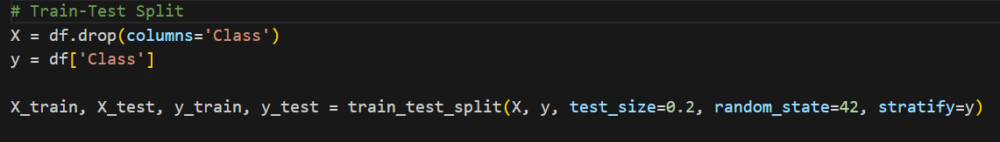 # Train-Test Split
X = df.drop(columns='Class')
y = df['Class']
X_train, X_test, y_train, y_test = train_test_split(X, y, test_size=0.2, random_state=42, stratify=y)